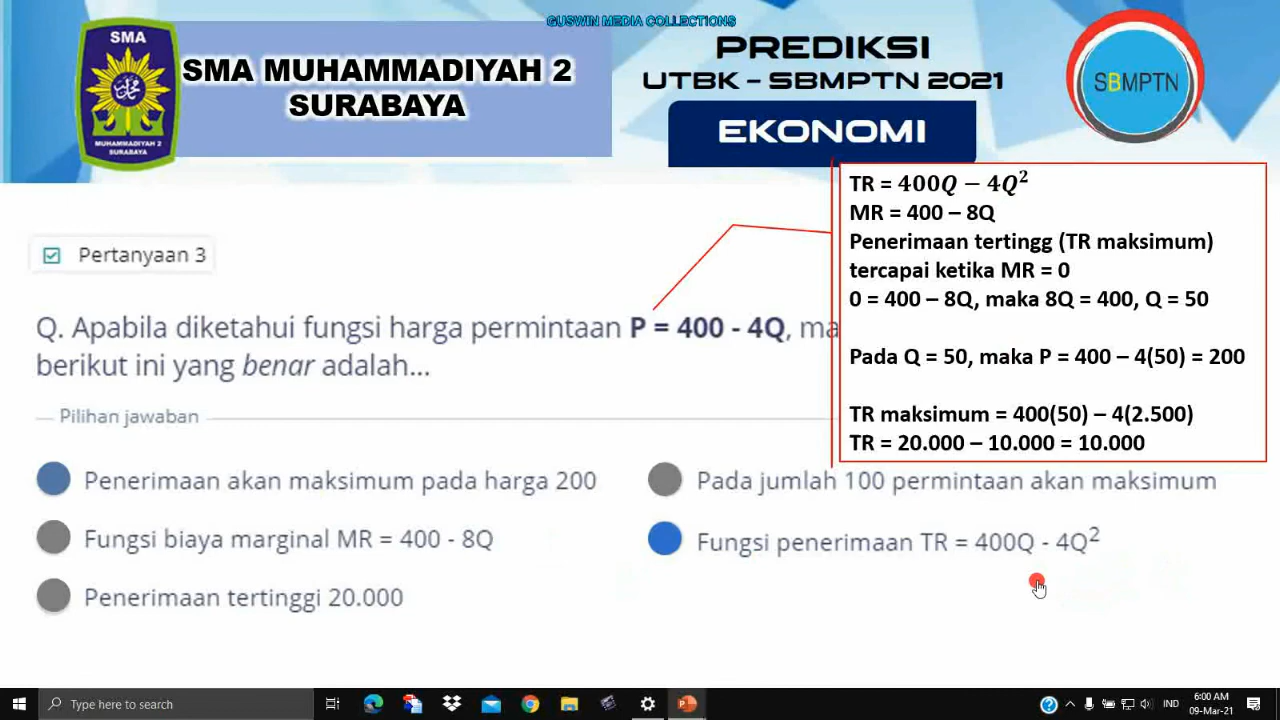 GUSWIN MEDIA COLLECTIONS
SMA
MUHAMMADIYAH 2
SURABAYA
SMA MUHAMMADIYAH 2
SURABAYA
PREDIKSI
UTBK - SBMPTN 2021
EKONOMI
SBMPTN
TR = 400Q – 4Q²
MR = 400 – 8Q
Penerimaan tertingg (TR maksimum)
tercapai ketika MR = 0
0 = 400 – 8Q, maka 8Q = 400, Q = 50
Pada Q = 50, maka P = 400 – 4(50) = 200
TR maksimum = 400(50) – 4(2.500)
TR = 20.000 – 10.000 = 10.000
Pertanyaan 3
Q. Apabila diketahui fungsi harga permintaan P = 400 - 4Q,
berikut ini yang benar adalah...
Pilihan jawaban
Penerimaan akan maksimum pada harga 200
Pada jumlah 100 permintaan akan maksimum
Fungsi biaya marginal MR = 400 - 8Q
Fungsi penerimaan TR = 400Q - 4Q²
Penerimaan tertinggi 20.000
Type here to search
IND
6:00 AM
09-Mar-21